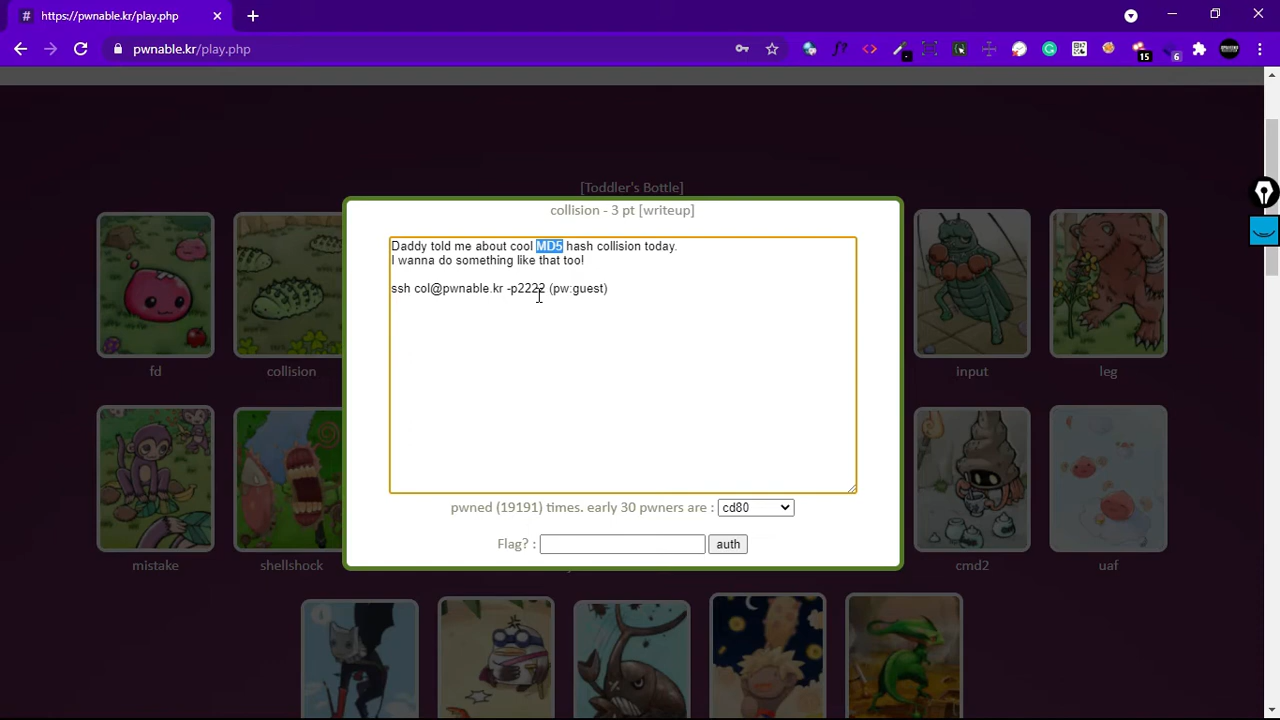 https://pwnable.kr/play.php
pwnable.kr/play.php
15
6
[Toddler's Bottle]
collision - 3 pt [writeup]
Daddy told me about cool MD5 hash collision today.
I wanna do something like that too!
ssh col@pwnable.kr -p2222 (pw:guest)
pwned (19191) times. early 30 pwners are : cd80
Flag? : auth
fd
collision
input
leg
mistake
shellshock
cmd2
uaf